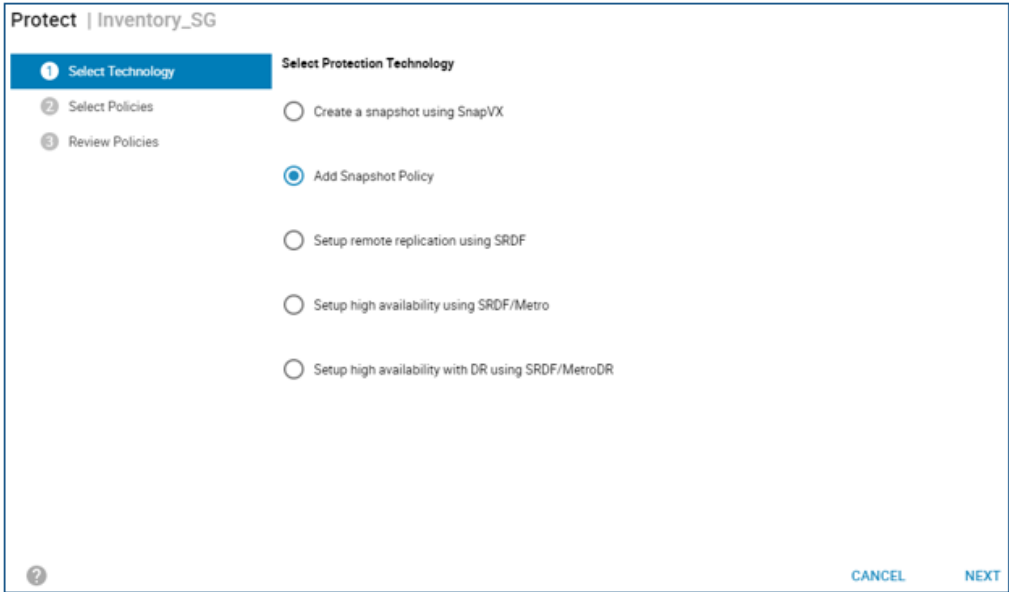 Protect | Inventory_SG
1 Select Technology
2 Select Policies
3 Review Policies
Select Protection Technology
Create a snapshot using SnapVX
Add Snapshot Policy
Setup remote replication using SRDF
Setup high availability using SRDF/Metro
Setup high availability with DR using SRDF/MetroDR
?
CANCEL NEXT